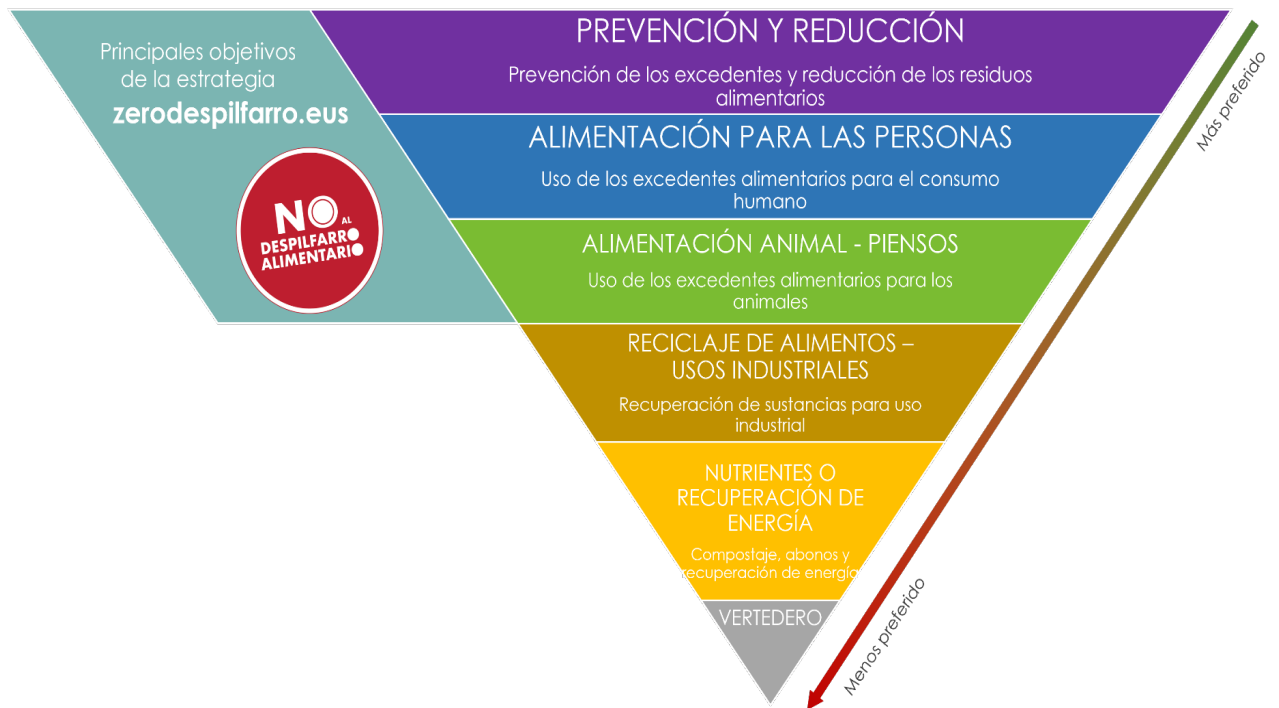 Principales objetivos
de la estrategia
zerodespilfarro.eus
NO AL
DESPILFARRO
ALIMENTARIO
PREVENCIÓN Y REDUCCIÓN
Prevención de los excedentes y reducción de los residuos
alimentarios
ALIMENTACIÓN PARA LAS PERSONAS
Uso de los excedentes alimentarios para el consumo
humano
ALIMENTACIÓN ANIMAL - PIENSOS
Uso de los excedentes alimentarios para los
animales
RECICLAJE DE ALIMENTOS –
USOS INDUSTRIALES
Recuperación de sustancias para uso
industrial
NUTRIENTES O
RECUPERACIÓN DE
ENERGÍA
Compostaje, abonos y
recuperación de energía
VERTEDERO
Más preferido
Menos preferido